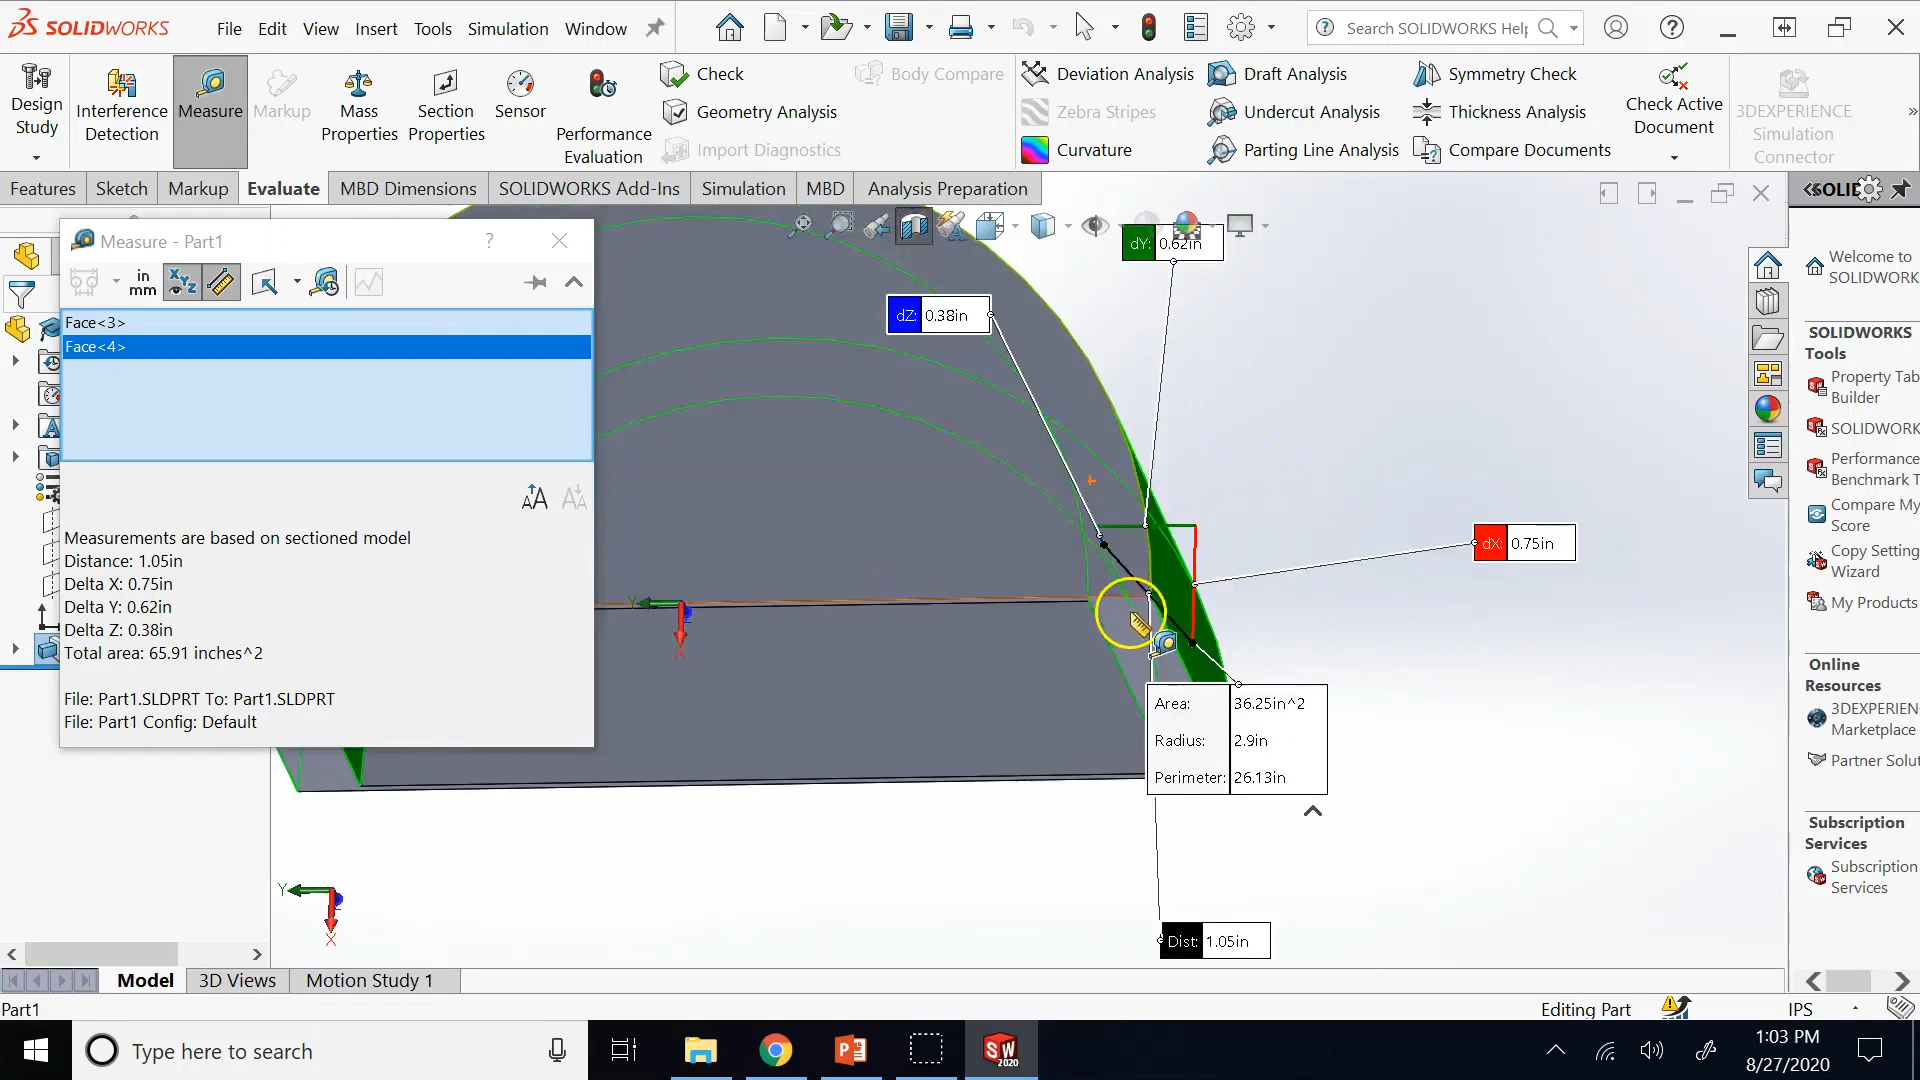 SOLIDWORKS File Edit View Insert Tools Simulation Window Search SOLIDWORKS Help
Design Study
Interference Detection
Measure
Markup
Mass Properties
Section Properties
Sensor
Performance Evaluation
Check
Geometry Analysis
Import Diagnostics
Body Compare
Deviation Analysis
Zebra Stripes
Curvature
Draft Analysis
Undercut Analysis
Parting Line Analysis
Symmetry Check
Thickness Analysis
Compare Documents
Check Active Document
3DEXPERIENCE Simulation Connector
Features Sketch Markup Evaluate MBD Dimensions SOLIDWORKS Add-Ins Simulation MBD Analysis Preparation
Measure - Part1
in
mm
XYZ
Face<3>
Face<4>
Measurements are based on sectioned model
Distance: 1.05in
Delta X: 0.75in
Delta Y: 0.62in
Delta Z: 0.38in
Total area: 65.91 inches^2
File: Part1.SLDPRT To: Part1.SLDPRT
File: Part1 Config: Default
dY: 0.62in
dZ: 0.38in
dX: 0.75in
Area: 36.25in^2
Radius: 2.9in
Perimeter: 26.13in
Dist: 1.05in
Y
X
Y
Z
X
SOLID
Welcome to
SOLIDWORK
SOLIDWORKS
Tools
Property Tab
Builder
SOLIDWORK
Performance
Benchmark T
Compare My
Score
Copy Setting
Wizard
My Products
Online
Resources
3DEXPERIEN
Marketplace
Partner Solut
Subscription
Services
Subscription
Services
Model 3D Views Motion Study 1
Part1 Editing Part IPS
Type here to search
SW
2020
1:03 PM
8/27/2020